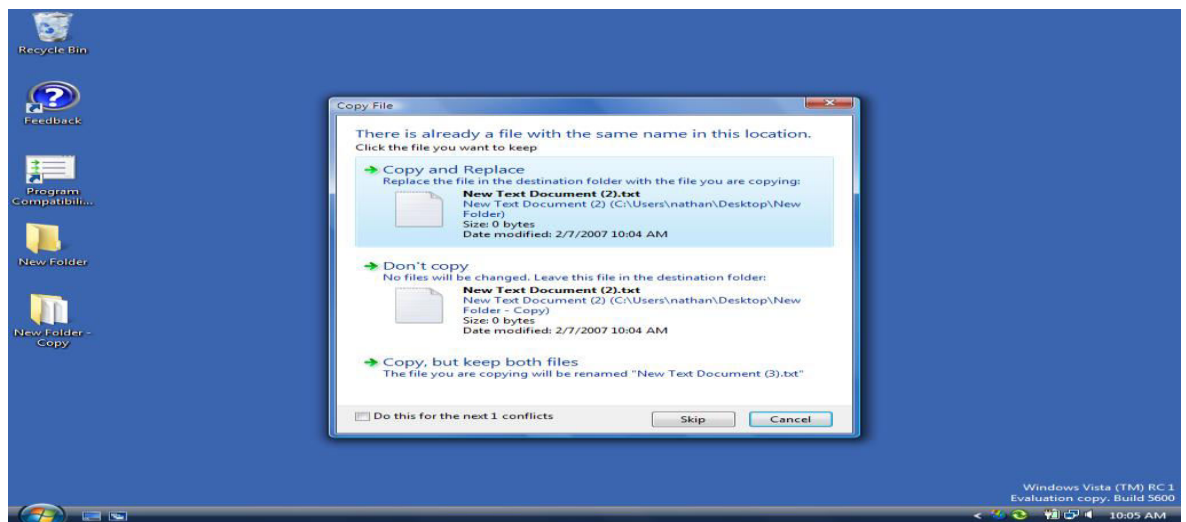 Recycle Bin
Feedback
Program
Compatibili...
New Folder
New Folder -
Copy
Copy File
There is already a file with the same name in this location.
Click the file you want to keep
Copy and Replace
Replace the file in the destination folder with the file you are copying:
New Text Document (2).txt
New Text Document (2) (C:\Users\nathan\Desktop\New
Folder)
Size: 0 bytes
Date modified: 2/7/2007 10:04 AM
Don't copy
No files will be changed. Leave this file in the destination folder:
New Text Document (2).txt
New Text Document (2) (C:\Users\nathan\Desktop\New
Folder - Copy)
Size: 0 bytes
Date modified: 2/7/2007 10:04 AM
Copy, but keep both files
The file you are copying will be renamed "New Text Document (3).txt"
Do this for the next 1 conflicts
Skip
Cancel
Windows Vista (TM) RC 1
Evaluation copy. Build 5600
10:05 AM